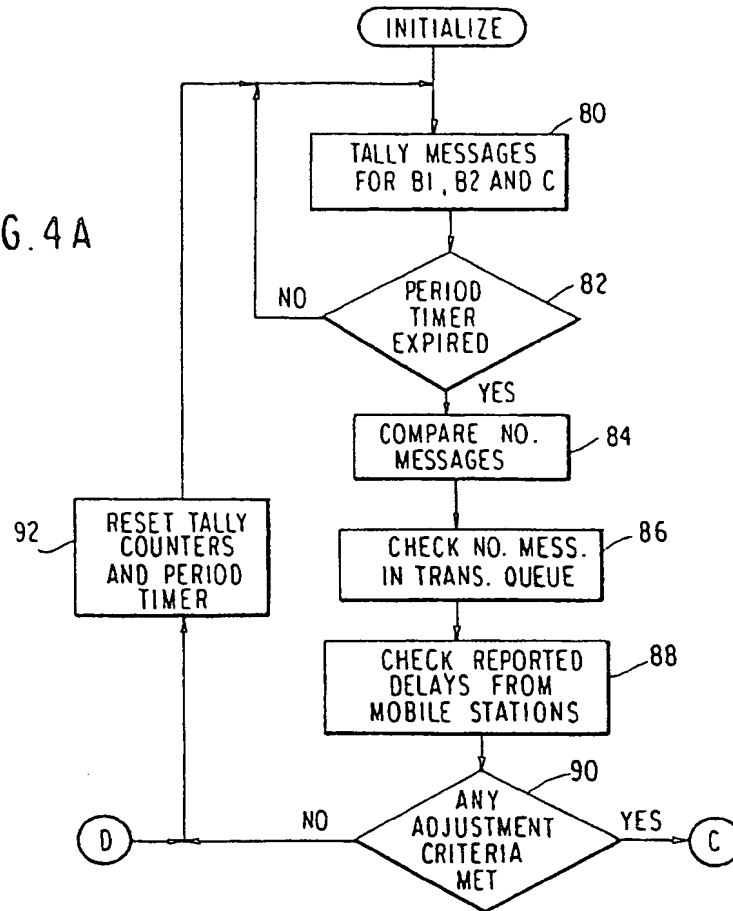 INITIALIZE
80
TALLY MESSAGES
FOR B1, B2 AND C
G. 4A
82
NO
PERIOD
TIMER
EXPIRED
YES
COMPARE NO.
MESSAGES
84
92
RESET TALLY
COUNTERS
AND PERIOD
TIMER
CHECK NO. MESS.
IN TRANS. QUEUE
86
CHECK REPORTED
DELAYS FROM
MOBILE STATIONS
88
90
D
NO
ANY
ADJUSTMENT
CRITERIA
MET
YES
C